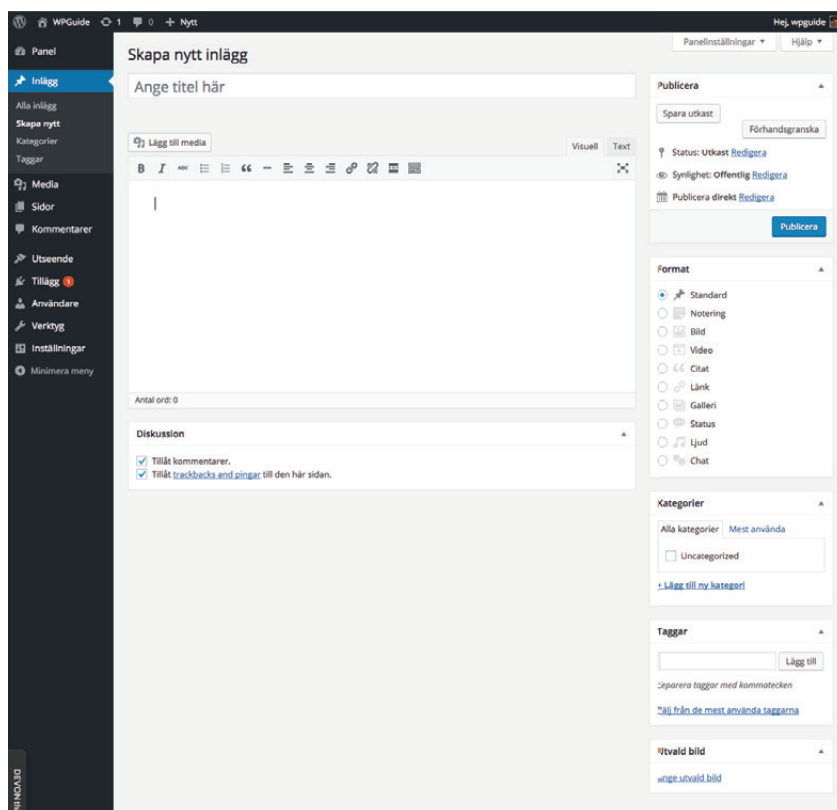 WPGuide 1 0 + Nytt Hej, wpguide
Panel
Inlägg
Alla inlägg
Skapa nytt
Kategorier
Taggar
Media
Sidor
Kommentarer
Utseende
Tillägg 1
Användare
Verktyg
Inställningar
Minimera meny
Panelinställningar Hjälp
Skapa nytt inlägg
Ange titel här
Lägg till media
Visuell Text
B I ABC
Antal ord: 0
Diskussion
Tillåt kommentarer.
Tillåt trackbacks and pingar till den här sidan.
Publicera
Spara utkast
Förhandsgranska
Status: Utkast Redigera
Synlighet: Offentlig Redigera
Publicera direkt Redigera
Publicera
Format
Standard
Notering
Bild
Video
Citat
Länk
Galleri
Status
Ljud
Chat
Kategorier
Alla kategorier Mest använda
Uncategorized
+ Lägg till ny kategori
Taggar
Lägg till
Separera taggar med kommatecken
Välj från de mest använda taggarna
Utvald bild
Ange utvald bild